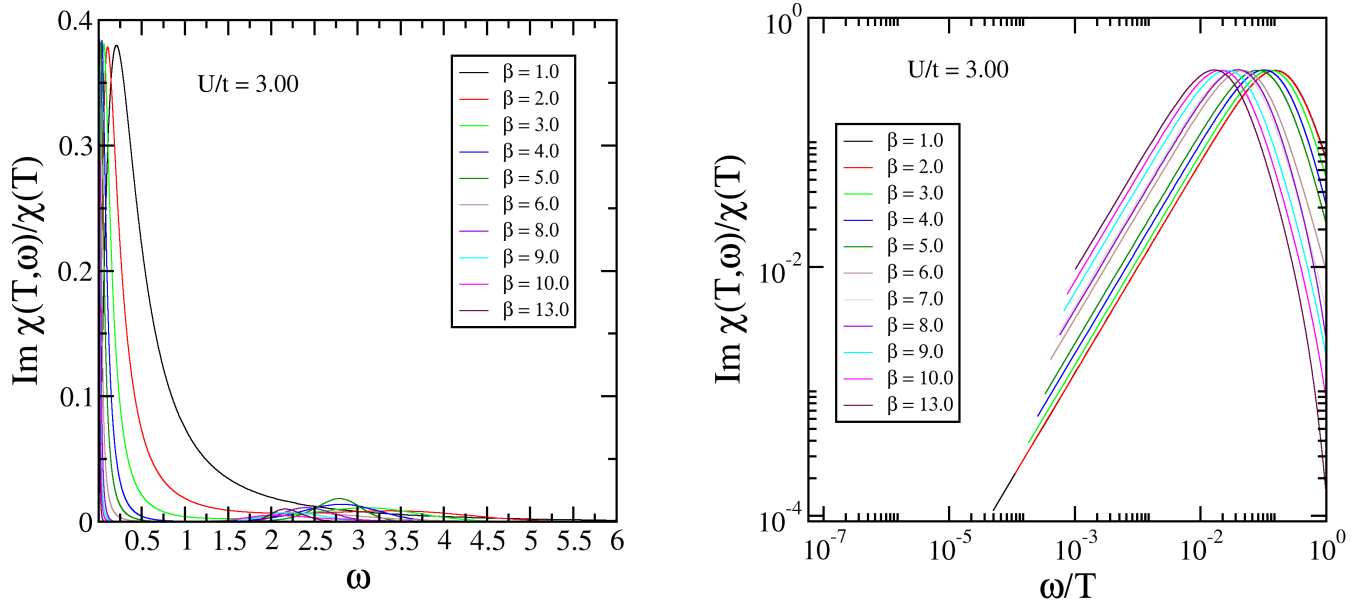 0.4
0.3
0.2
0.1
0
Im χ(T,ω)/χ(T)
U/t = 3.00
β = 1.0
β = 2.0
β = 3.0
β = 4.0
β = 5.0
β = 6.0
β = 8.0
β = 9.0
β = 10.0
β = 13.0
0.5 1 1.5 2 2.5 3 3.5 4 4.5 5 5.5 6
ω
10^0
10^-2
10^-4
Im χ(T,ω)/χ(T)
U/t = 3.00
β = 1.0
β = 2.0
β = 3.0
β = 4.0
β = 5.0
β = 6.0
β = 7.0
β = 8.0
β = 9.0
β = 10.0
β = 13.0
10^-7 10^-5 10^-3 10^-2 10^0
ω/T